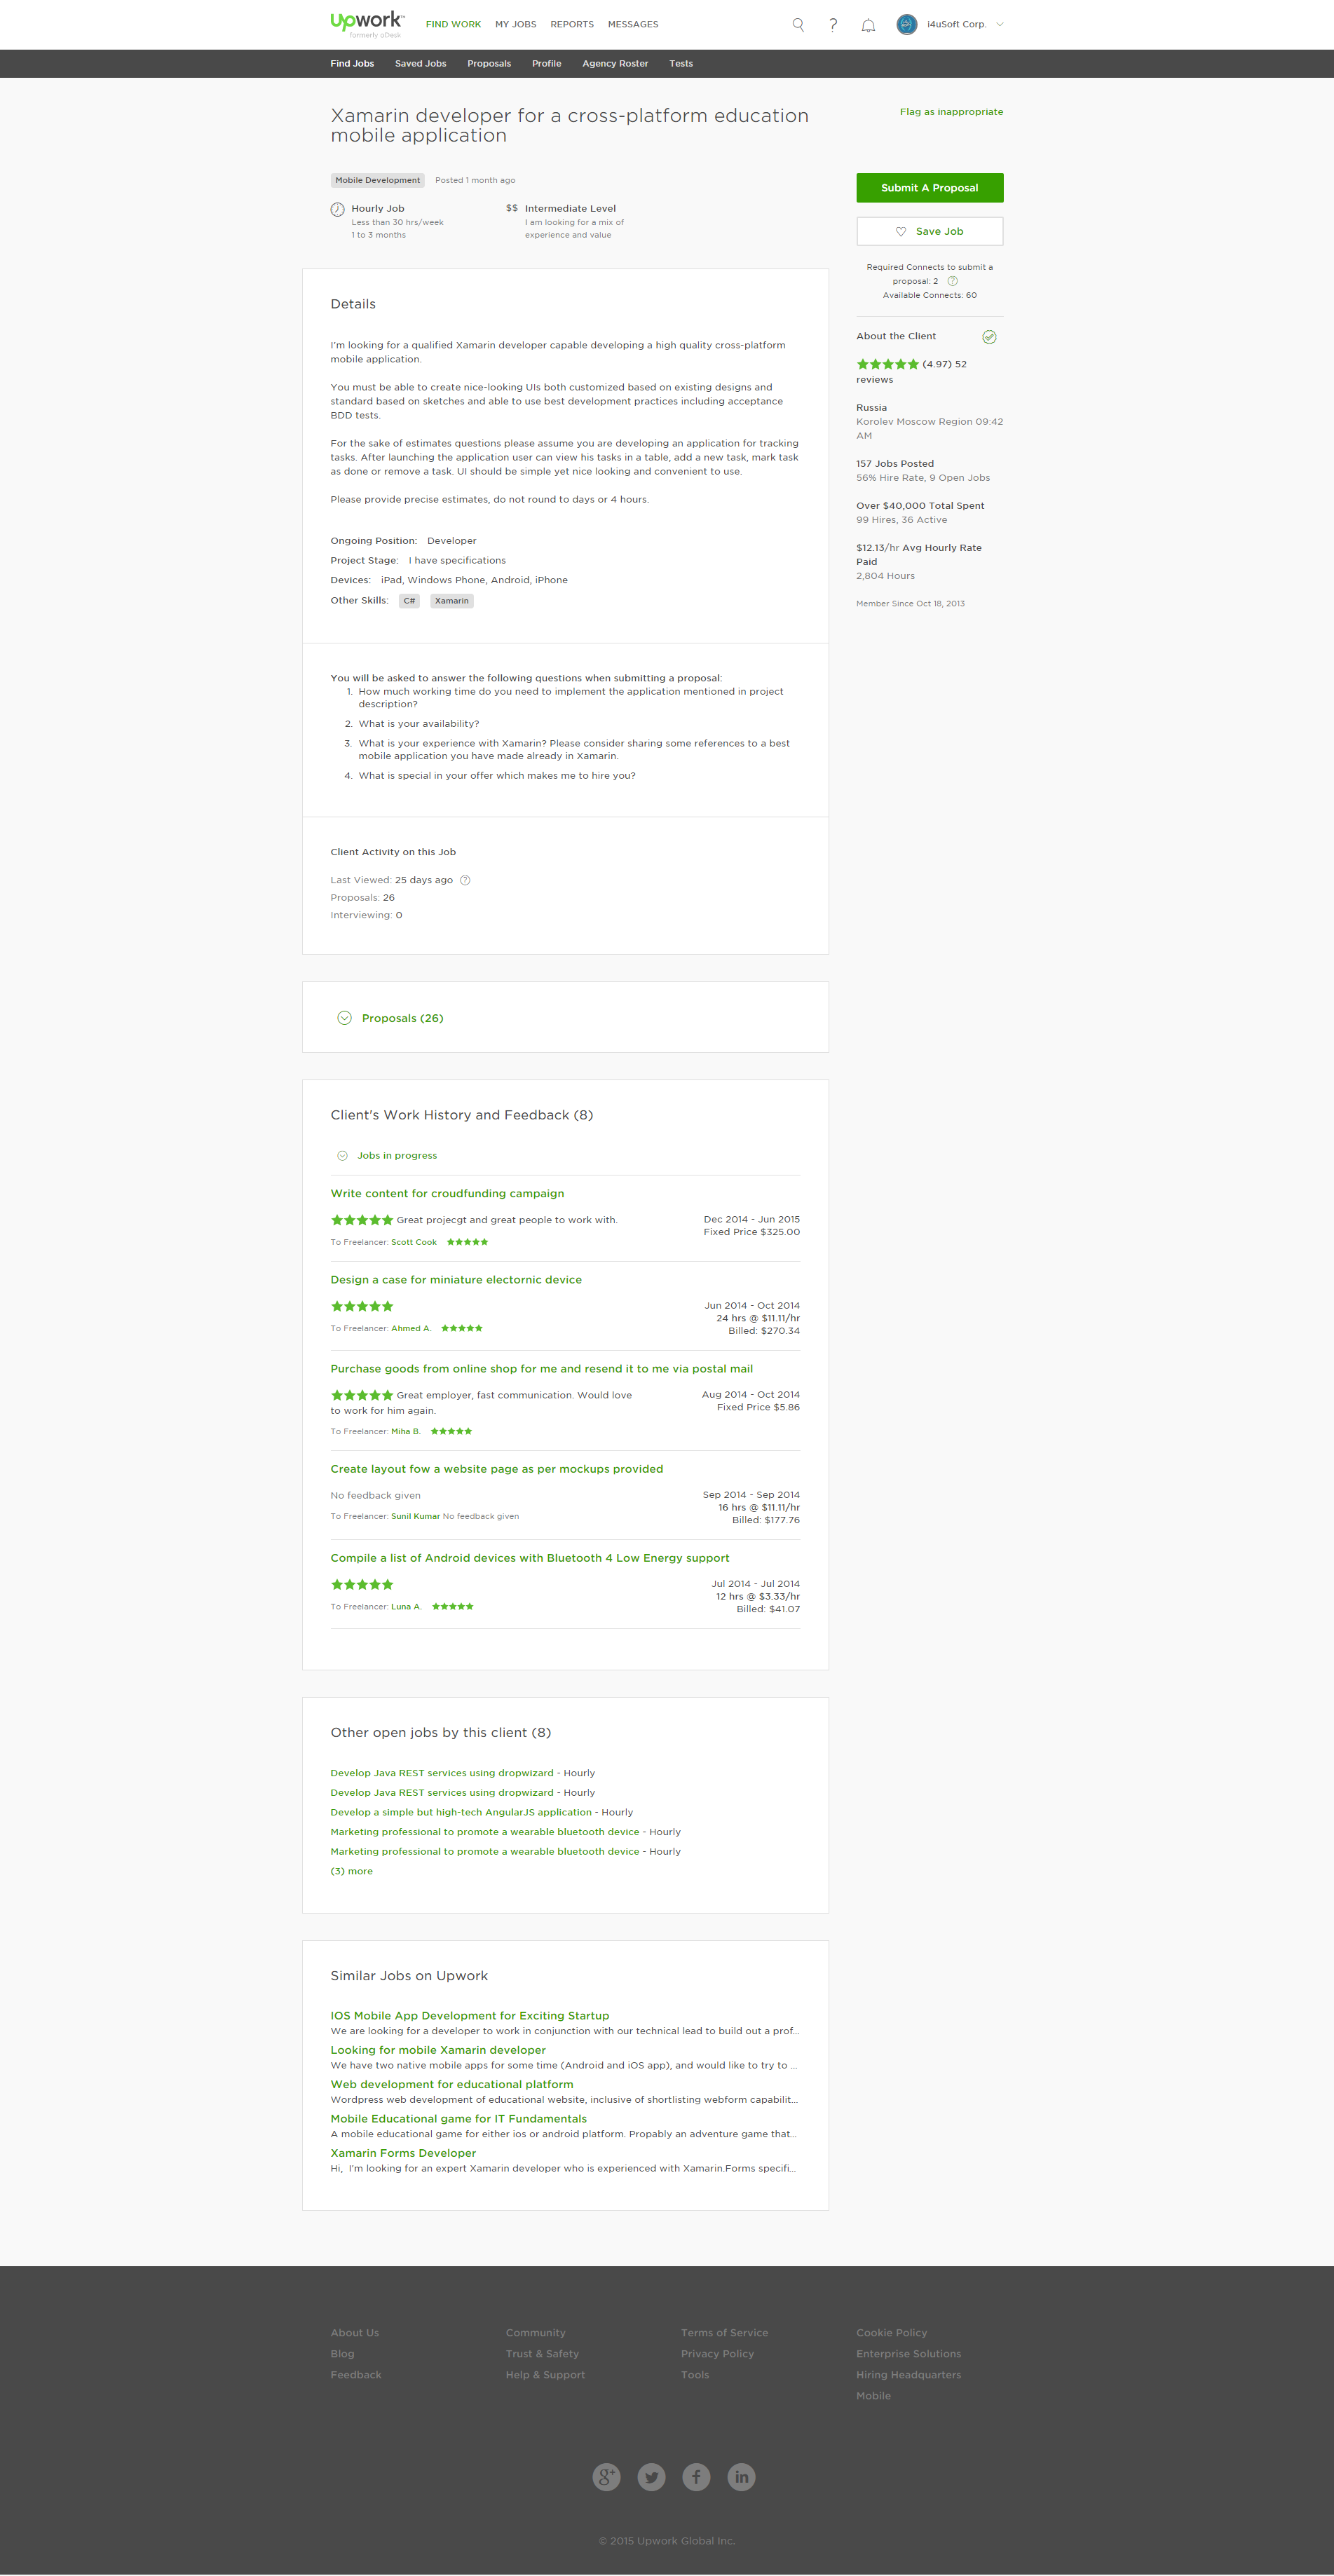 Upwork™
formerly oDesk
FIND WORK MY JOBS REPORTS MESSAGES
i4uSoft Corp.
Find Jobs Saved Jobs Proposals Profile Agency Roster Tests
Xamarin developer for a cross-platform education
mobile application
Flag as inappropriate
Mobile Development Posted 1 month ago
Hourly Job
Less than 30 hrs/week
1 to 3 months
$$ Intermediate Level
I am looking for a mix of
experience and value
Submit A Proposal
Save Job
Required Connects to submit a
proposal: 2
Available Connects: 60
About the Client
(4.97) 52
reviews
Russia
Korolev Moscow Region 09:42
AM
157 Jobs Posted
56% Hire Rate, 9 Open Jobs
Over $40,000 Total Spent
99 Hires, 36 Active
$12.13/hr Avg Hourly Rate
Paid
2,804 Hours
Member Since Oct 18, 2013
Details
I'm looking for a qualified Xamarin developer capable developing a high quality cross-platform
mobile application.
You must be able to create nice-looking UIs both customized based on existing designs and
standard based on sketches and able to use best development practices including acceptance
BDD tests.
For the sake of estimates questions please assume you are developing an application for tracking
tasks. After launching the application user can view his tasks in a table, add a new task, mark task
as done or remove a task. UI should be simple yet nice looking and convenient to use.
Please provide precise estimates, do not round to days or 4 hours.
Ongoing Position: Developer
Project Stage: I have specifications
Devices: iPad, Windows Phone, Android, iPhone
Other Skills: C# Xamarin
You will be asked to answer the following questions when submitting a proposal:
1. How much working time do you need to implement the application mentioned in project
description?
2. What is your availability?
3. What is your experience with Xamarin? Please consider sharing some references to a best
mobile application you have made already in Xamarin.
4. What is special in your offer which makes me to hire you?
Client Activity on this Job
Last Viewed: 25 days ago
Proposals: 26
Interviewing: 0
Proposals (26)
Client's Work History and Feedback (8)
Jobs in progress
Write content for croudfunding campaign
Great projecgt and great people to work with.
Dec 2014 - Jun 2015
Fixed Price $325.00
To Freelancer: Scott Cook
Design a case for miniature electornic device
Jun 2014 - Oct 2014
24 hrs @ $11.11/hr
Billed: $270.34
To Freelancer: Ahmed A.
Purchase goods from online shop for me and resend it to me via postal mail
Great employer, fast communication. Would love
to work for him again.
Aug 2014 - Oct 2014
Fixed Price $5.86
To Freelancer: Miha B.
Create layout fow a website page as per mockups provided
No feedback given
Sep 2014 - Sep 2014
16 hrs @ $11.11/hr
Billed: $177.76
To Freelancer: Sunil Kumar No feedback given
Compile a list of Android devices with Bluetooth 4 Low Energy support
Jul 2014 - Jul 2014
12 hrs @ $3.33/hr
Billed: $41.07
To Freelancer: Luna A.
Other open jobs by this client (8)
Develop Java REST services using dropwizard - Hourly
Develop Java REST services using dropwizard - Hourly
Develop a simple but high-tech AngularJS application - Hourly
Marketing professional to promote a wearable bluetooth device - Hourly
Marketing professional to promote a wearable bluetooth device - Hourly
(3) more
Similar Jobs on Upwork
IOS Mobile App Development for Exciting Startup
We are looking for a developer to work in conjunction with our technical lead to build out a prof...
Looking for mobile Xamarin developer
We have two native mobile apps for some time (Android and iOS app), and would like to try to ...
Web development for educational platform
Wordpress web development of educational website, inclusive of shortlisting webform capabilit...
Mobile Educational game for IT Fundamentals
A mobile educational game for either ios or android platform. Propably an adventure game that...
Xamarin Forms Developer
Hi, I'm looking for an expert Xamarin developer who is experienced with Xamarin.Forms specifi...
About Us Community Terms of Service Cookie Policy
Blog Trust & Safety Privacy Policy Enterprise Solutions
Feedback Help & Support Tools Hiring Headquarters
Mobile
© 2015 Upwork Global Inc.